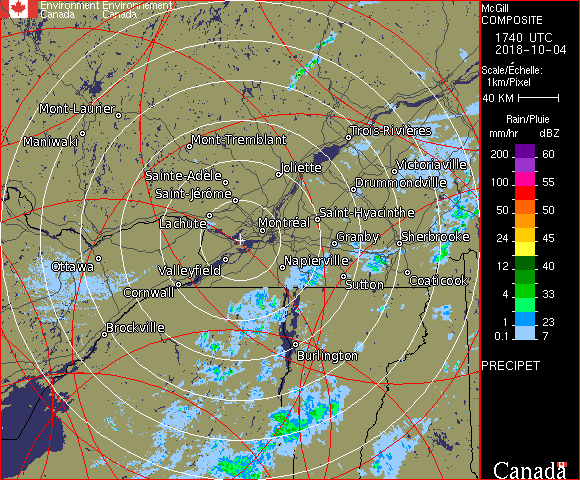 Environment Environnement
Canada Canada
McGill
COMPOSITE
1740 UTC
2018-10-04
Scale/Échelle:
1km/Pixel
40 KM
Rain/Pluie
mm/hr dBZ
200 60
100 55
50 50
24 45
12 40
4 33
1 23
0.1 7
PRECIPET
Canada
Mont-Laurier
Maniwaki
Mont-Tremblant
Trois-Rivières
Victoriaville
Joliette
Sainte-Adèle
Drummondville
Saint-Jérôme
Saint-Hyacinthe
Lachute
Montréal
Granby
Sherbrooke
Ottawa
Valleyfield
Napierville
Cornwall
Sutton
Coaticook
Brockville
Burlington